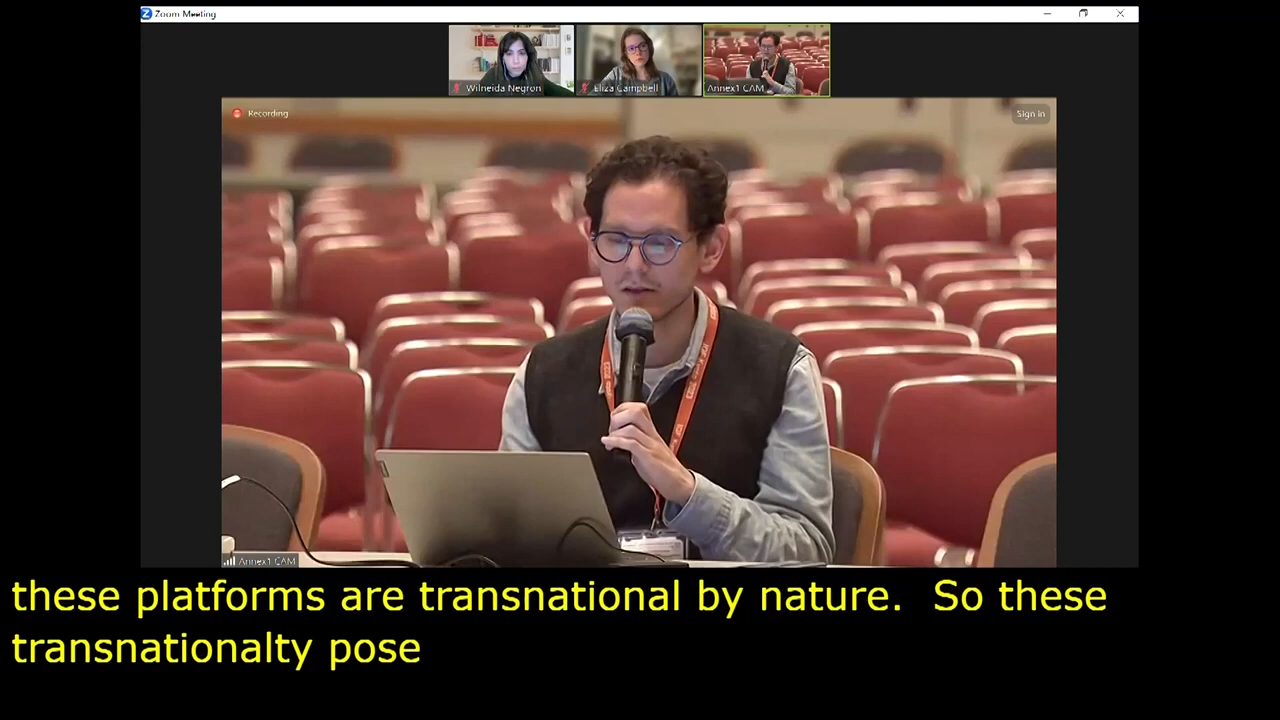 Zoom Meeting
Wilneida Negron
Eliza Campbell
Annex1 CAM
Recording
Sign in
Annex1 CAM
these platforms are transnational by nature.  So these
transnationalty pose